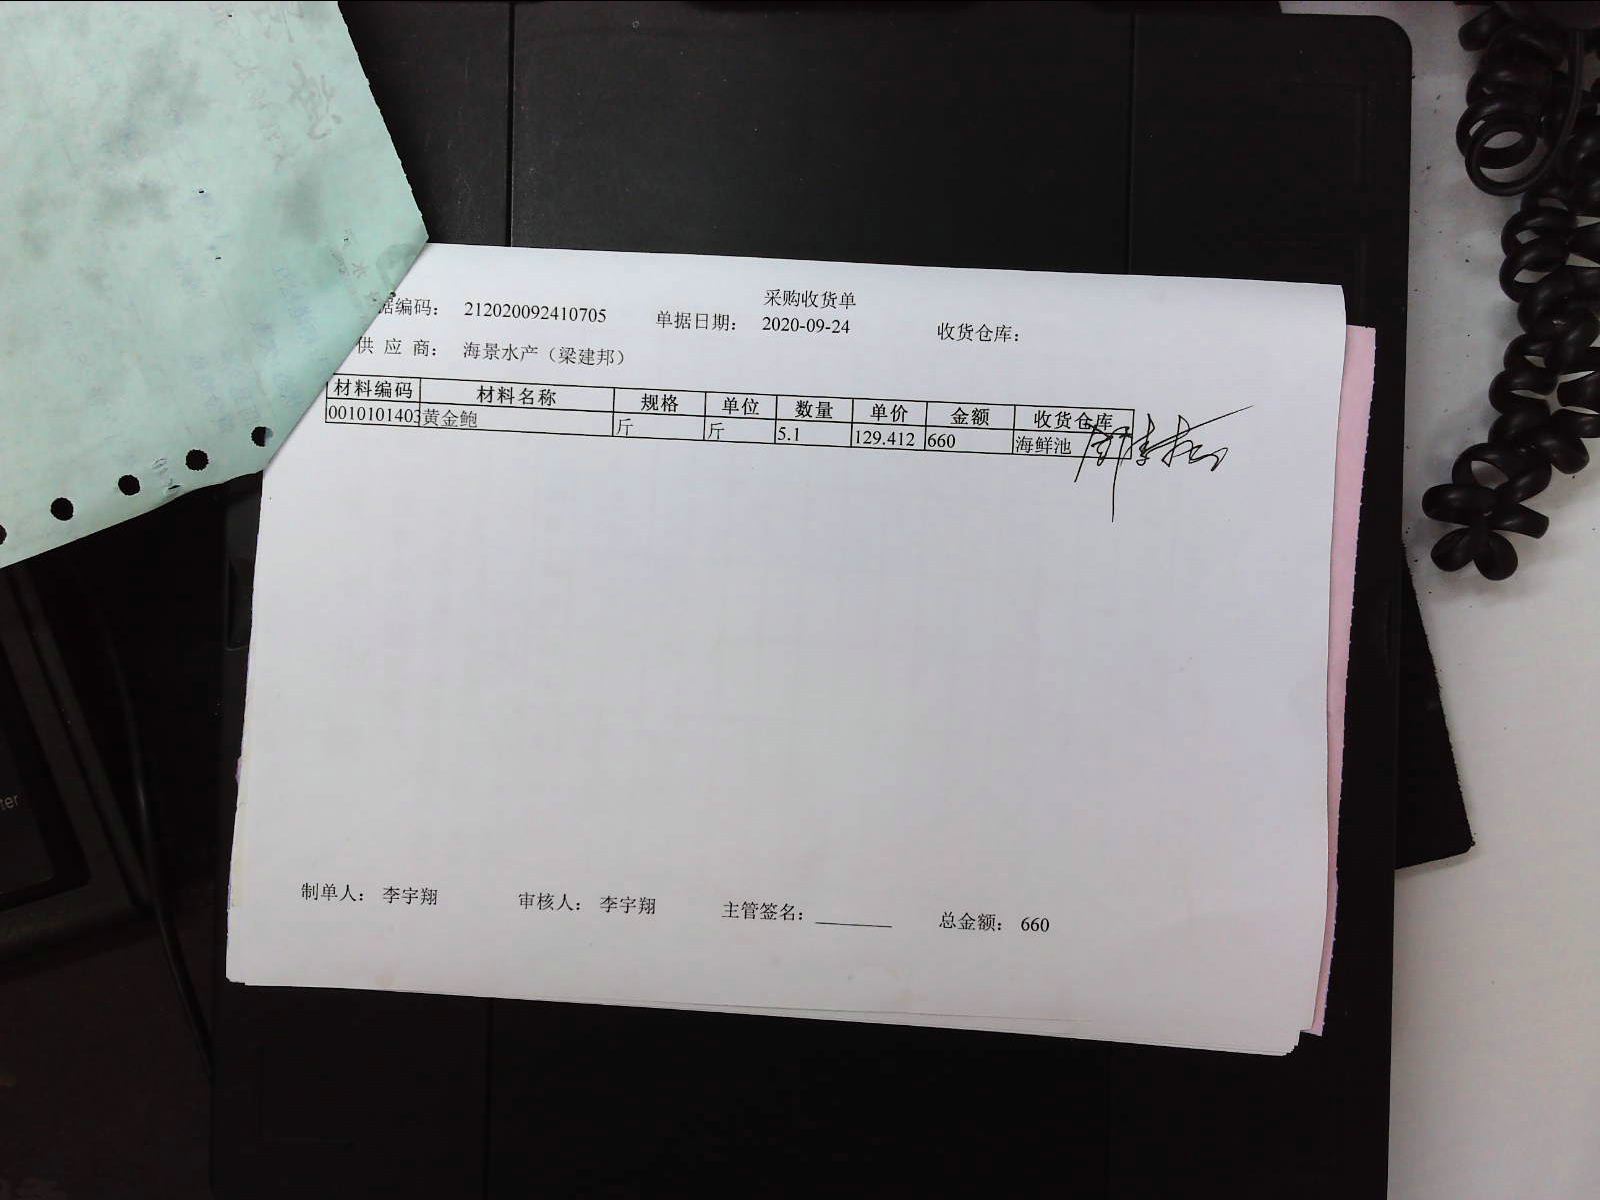 采购收货单
据编码： 212020092410705 单据日期： 2020-09-24 收货仓库：
供 应 商： 海景水产（梁建邦）
材料编码 材料名称 规格 单位 数量 单价 金额 收货仓库
0010101403 黄金鲍 斤 斤 5.1 129.412 660 海鲜池
制单人： 李宇翔 审核人： 李宇翔 主管签名： 总金额： 660
ter